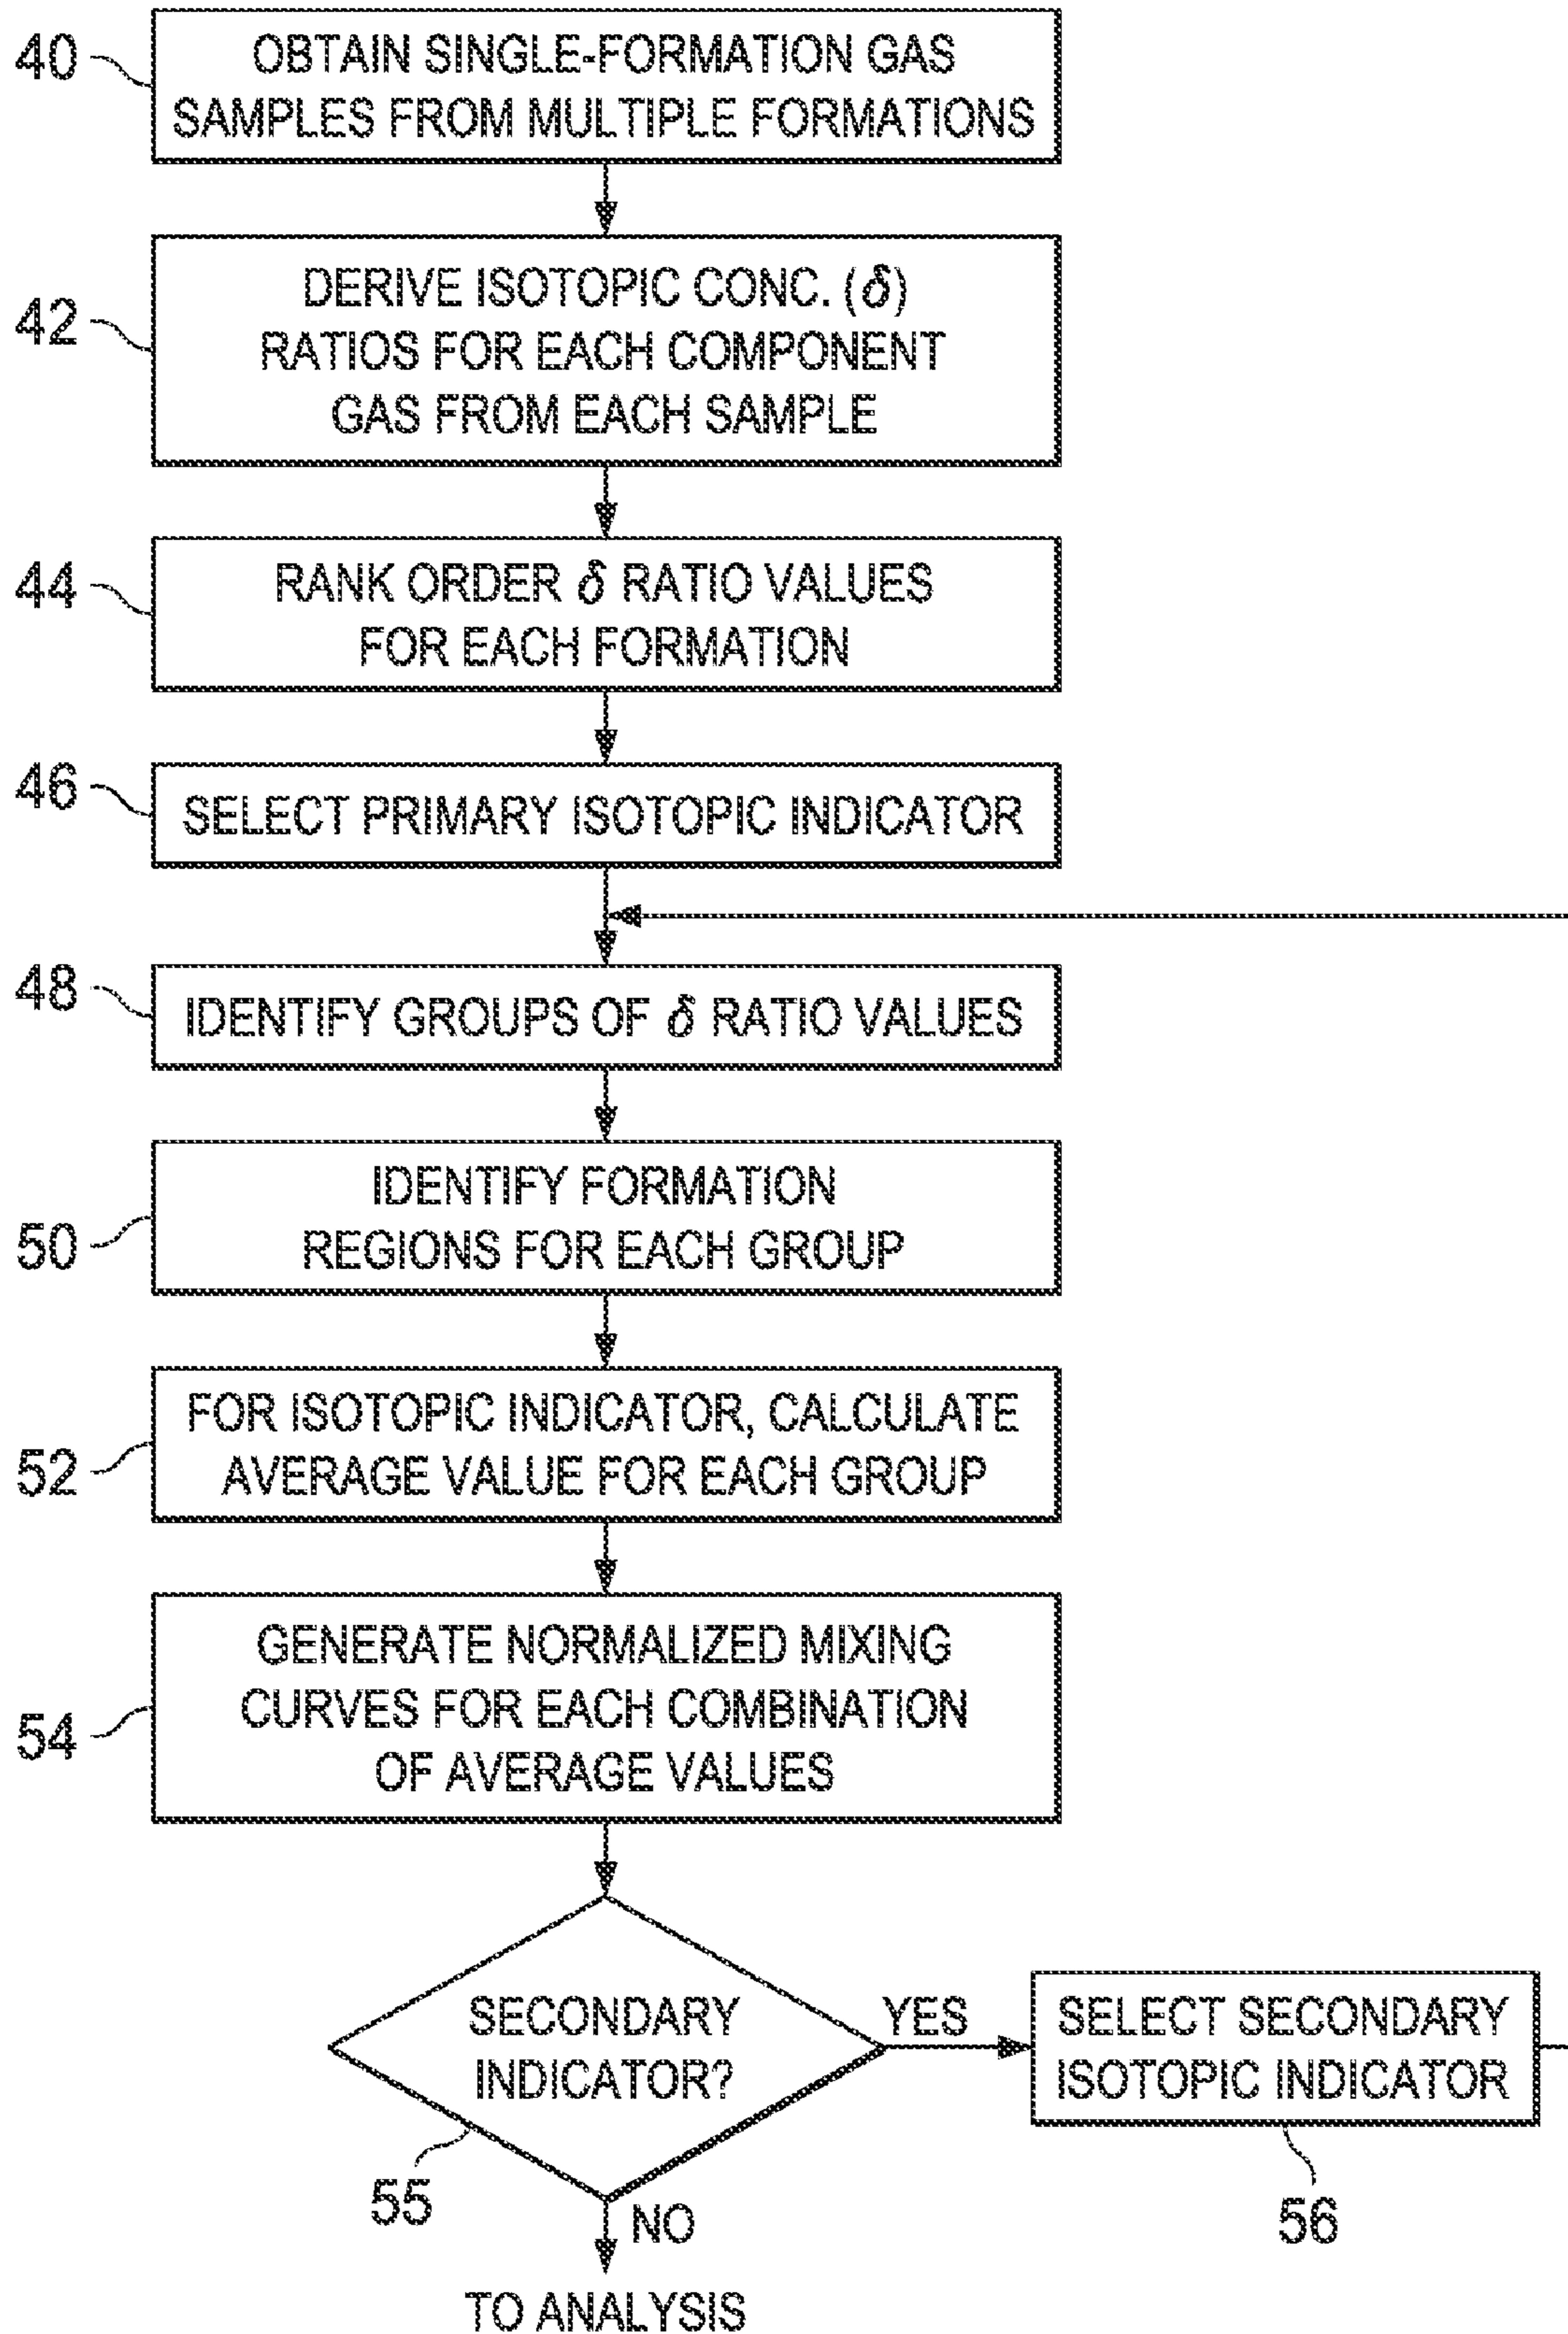 40
OBTAIN SINGLE-FORMATION GAS
SAMPLES FROM MULTIPLE FORMATIONS
42
DERIVE ISOTOPIC CONC. (δ)
RATIOS FOR EACH COMPONENT
GAS FROM EACH SAMPLE
44
RANK ORDER δ RATIO VALUES
FOR EACH FORMATION
46
SELECT PRIMARY ISOTOPIC INDICATOR
48
IDENTIFY GROUPS OF δ RATIO VALUES
50
IDENTIFY FORMATION
REGIONS FOR EACH GROUP
52
FOR ISOTOPIC INDICATOR, CALCULATE
AVERAGE VALUE FOR EACH GROUP
54
GENERATE NORMALIZED MIXING
CURVES FOR EACH COMBINATION
OF AVERAGE VALUES
SECONDARY
INDICATOR?
55
YES
SELECT SECONDARY
ISOTOPIC INDICATOR
56
NO
TO ANALYSIS